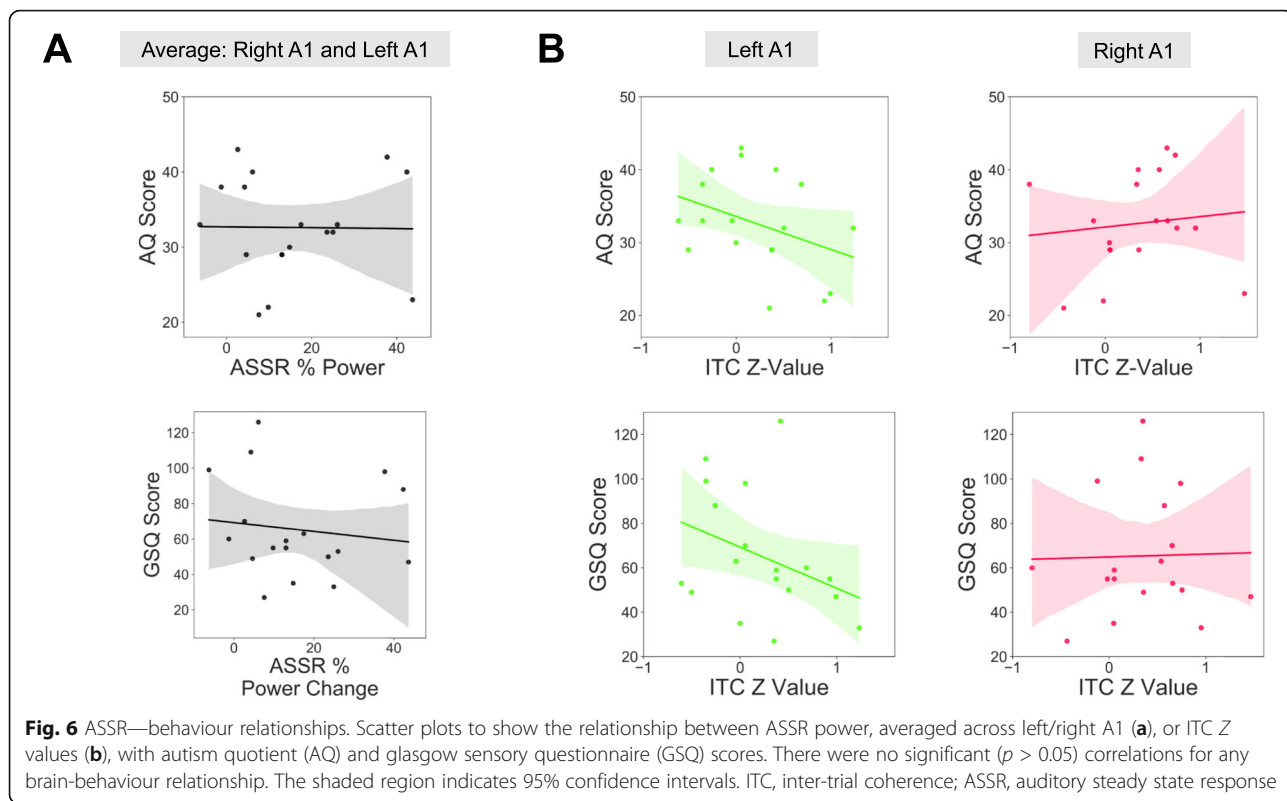 A
Average: Right A1 and Left A1
50
40
30
20
AQ Score
0
20
40
ASSR % Power
120
100
80
60
40
20
GSQ Score
0
20
40
ASSR %
Power Change
B
Left A1
Right A1
50
40
30
20
AQ Score
−1
0
1
ITC Z-Value
50
40
30
20
AQ Score
−1
0
1
ITC Z-Value
120
100
80
60
40
20
GSQ Score
−1
0
1
ITC Z Value
120
100
80
60
40
20
GSQ Score
−1
0
1
ITC Z Value
Fig. 6 ASSR—behaviour relationships. Scatter plots to show the relationship between ASSR power, averaged across left/right A1 (a), or ITC Z
values (b), with autism quotient (AQ) and glasgow sensory questionnaire (GSQ) scores. There were no significant (p > 0.05) correlations for any
brain-behaviour relationship. The shaded region indicates 95% confidence intervals. ITC, inter-trial coherence; ASSR, auditory steady state response